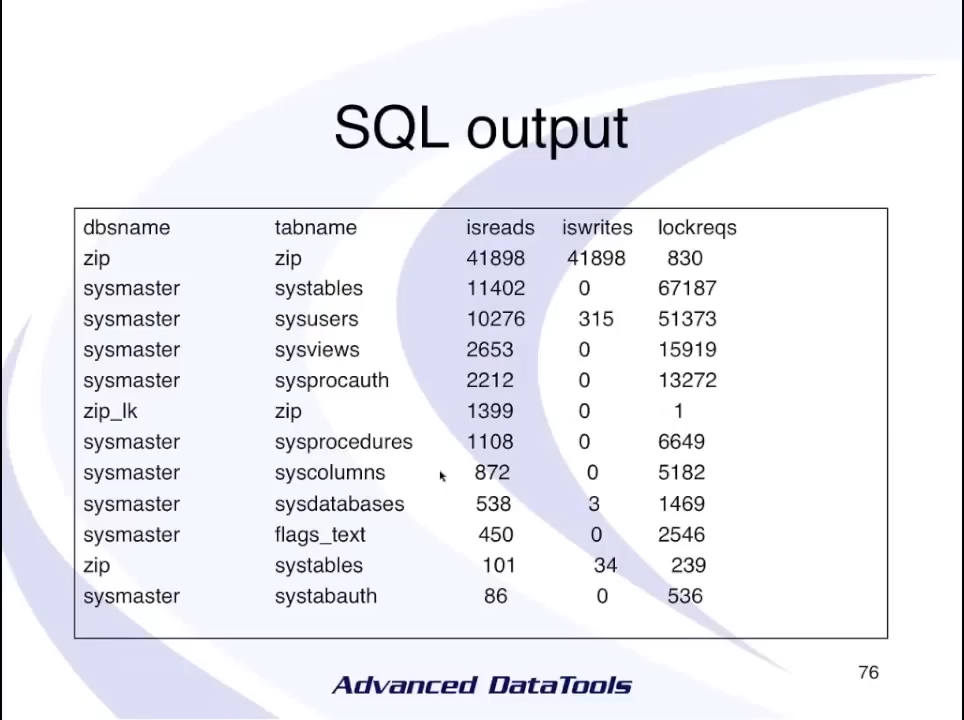 SQL output
dbsname tabname isreads iswrites lockreqs
zip zip 41898 41898 830
sysmaster systables 11402 0 67187
sysmaster sysusers 10276 315 51373
sysmaster sysviews 2653 0 15919
sysmaster sysprocauth 2212 0 13272
zip_lk zip 1399 0 1
sysmaster sysprocedures 1108 0 6649
sysmaster syscolumns 872 0 5182
sysmaster sysdatabases 538 3 1469
sysmaster flags_text 450 0 2546
zip systables 101 34 239
sysmaster systabauth 86 0 536
76
Advanced DataTools